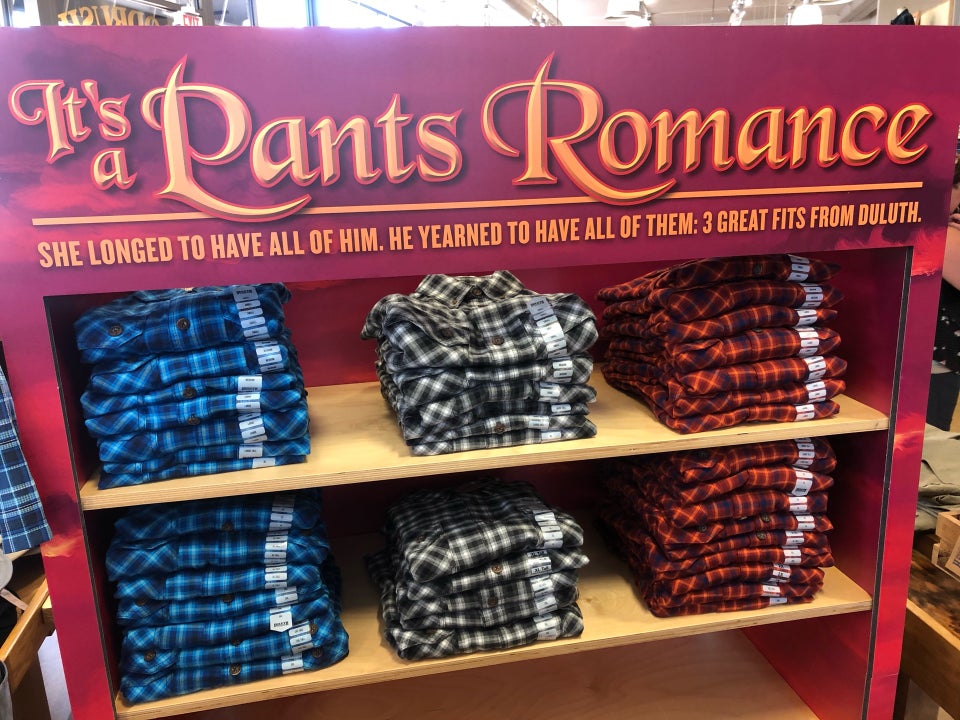 It's a Pants Romance
SHE LONGED TO HAVE ALL OF HIM. HE YEARNED TO HAVE ALL OF THEM: 3 GREAT FITS FROM DULUTH.